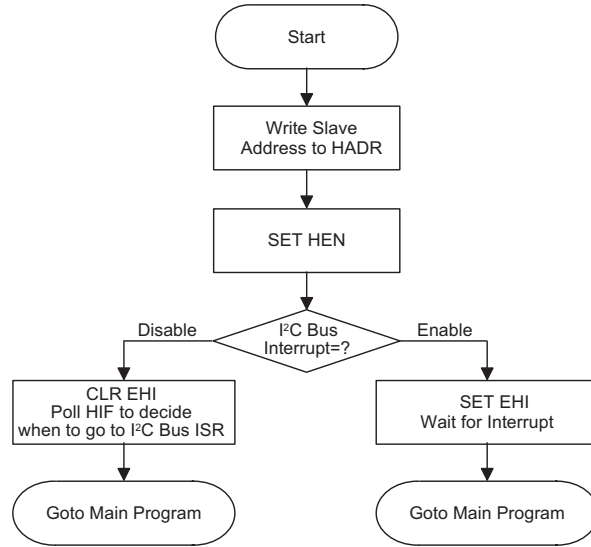 Start
Write Slave
Address to HADR
SET HEN
I²C Bus
Interrupt=?
Disable
Enable
CLR EHI
Poll HIF to decide
when to go to I²C Bus ISR
SET EHI
Wait for Interrupt
Goto Main Program
Goto Main Program